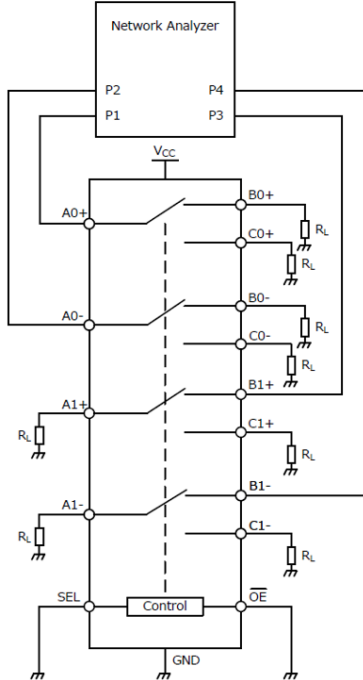 Network Analyzer
P2
P4
P1
P3
VCC
A0+
B0+
RL
C0+
RL
A0-
B0-
RL
C0-
RL
A1+
B1+
RL
C1+
RL
A1-
B1-
RL
C1-
RL
SEL
Control
OE
GND